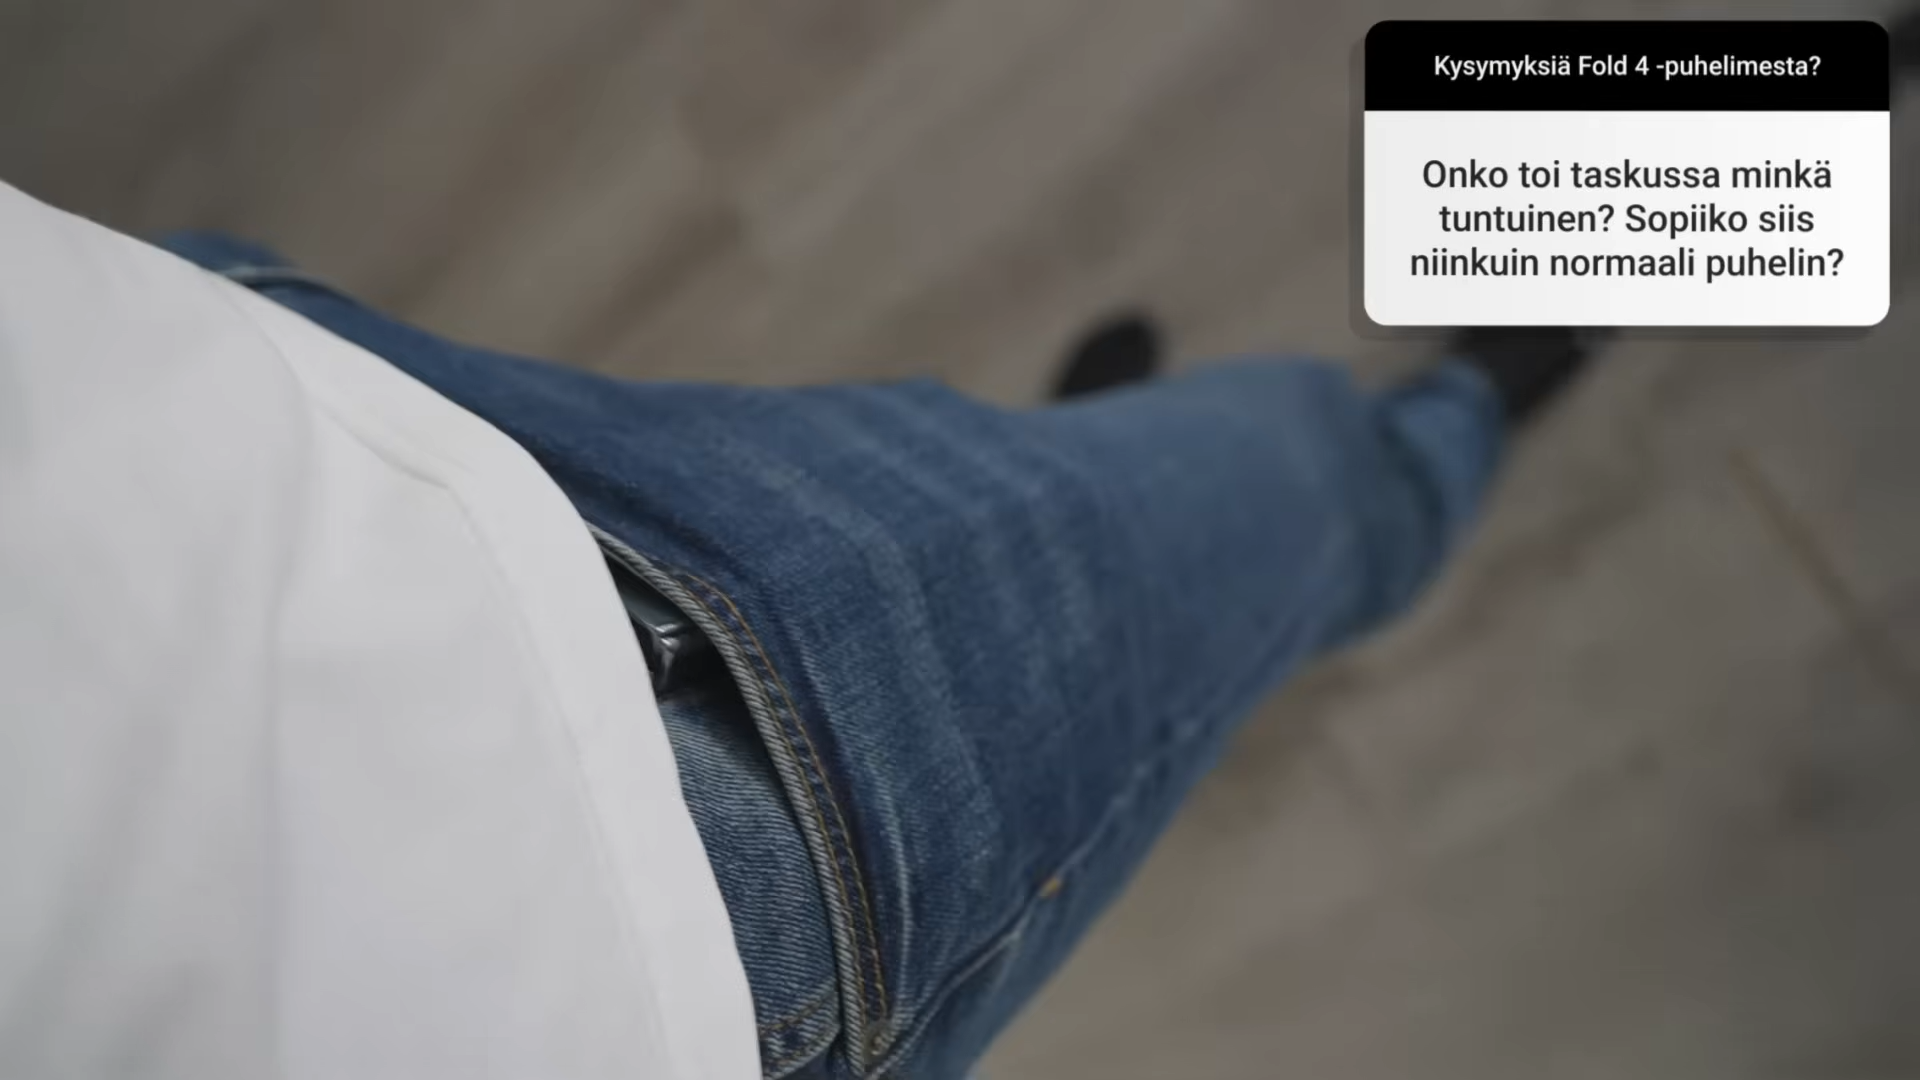 Kysymyksiä Fold 4 -puhelimesta?
Onko toi taskussa minkä
tuntuinen? Sopiiko siis
niinkuin normaali puhelin?